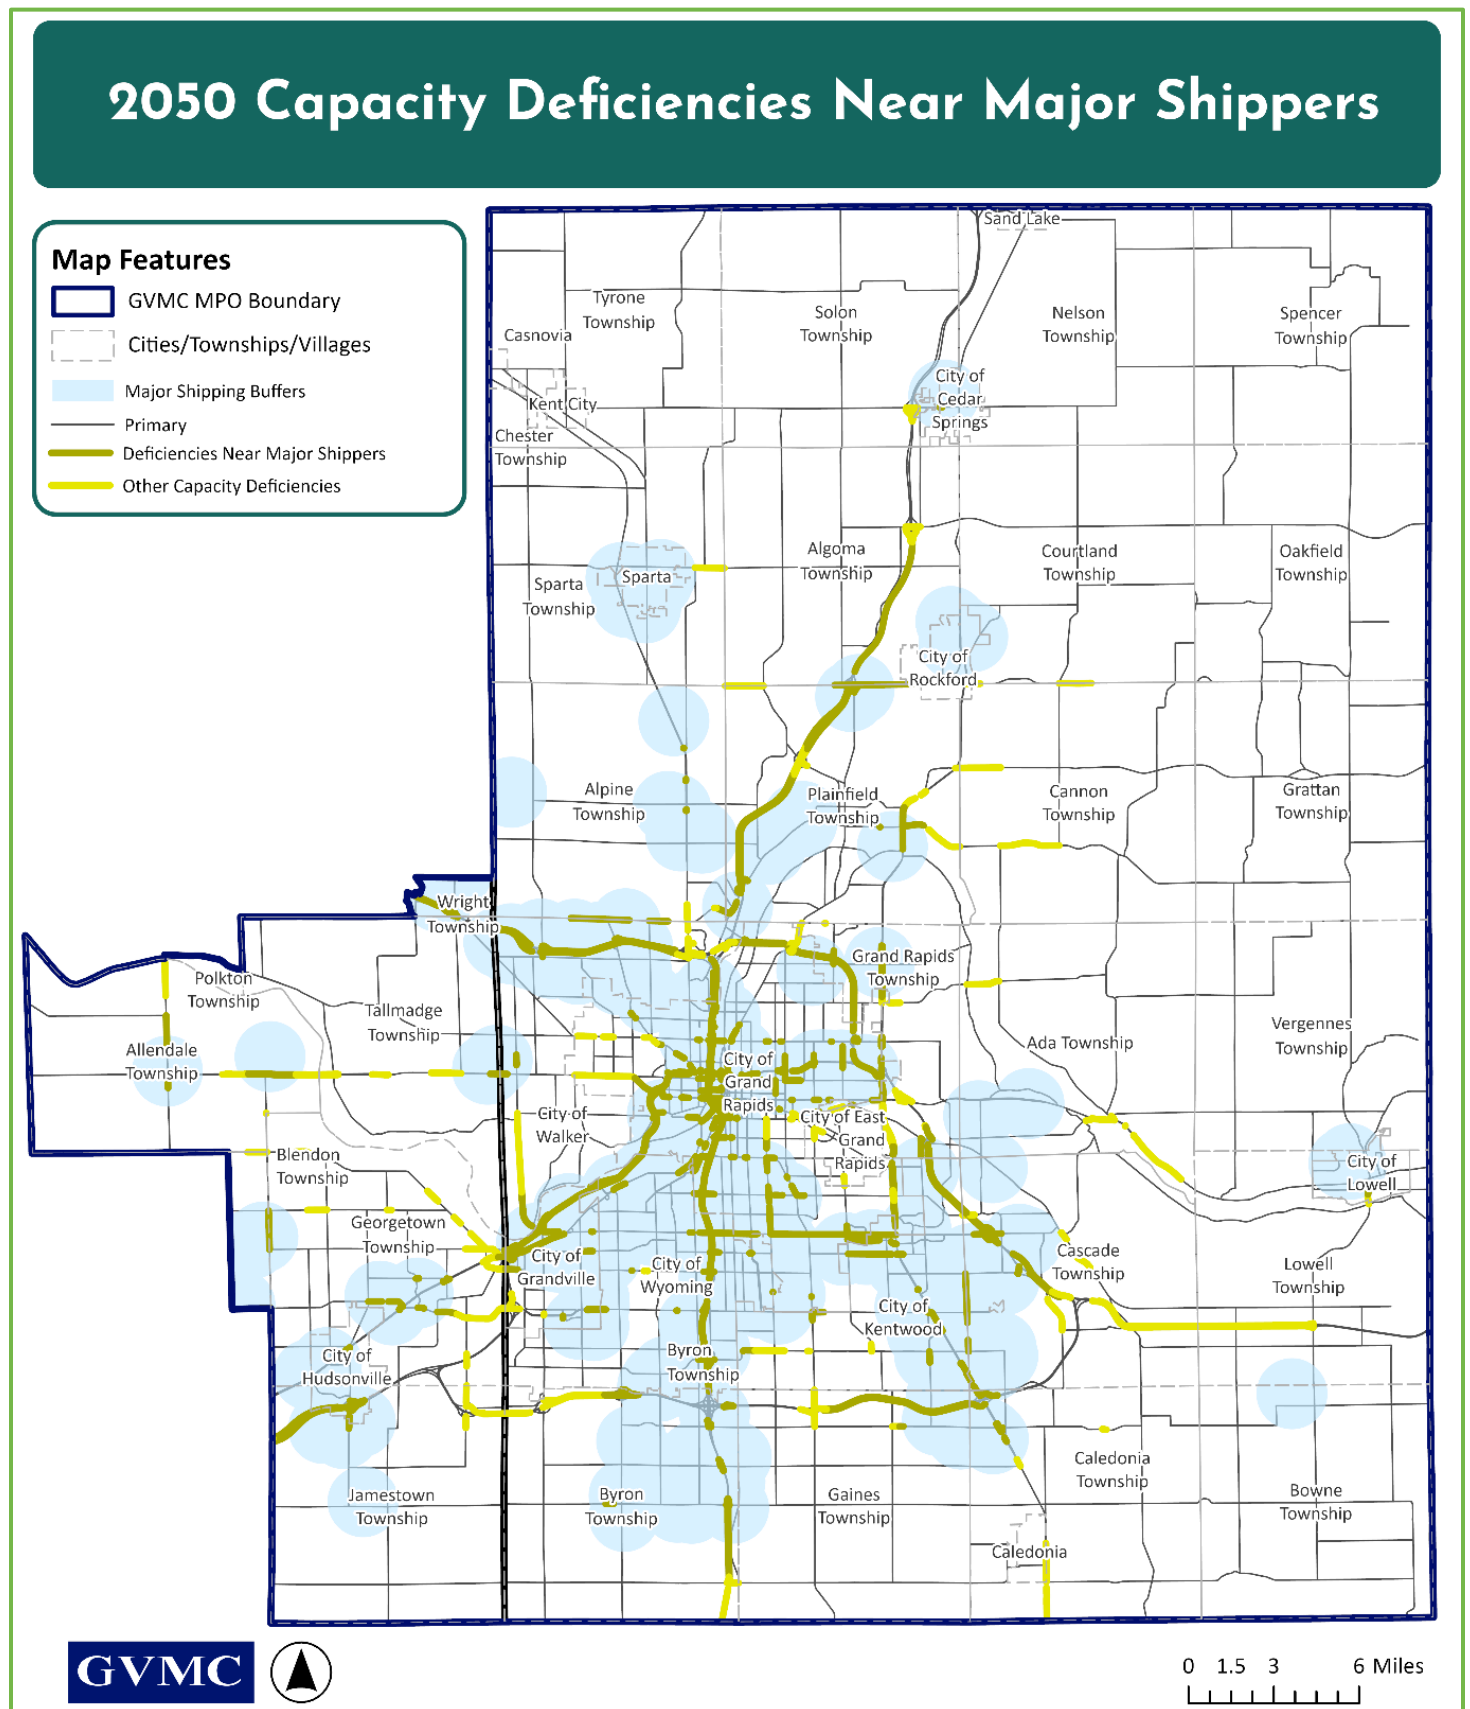 2050 Capacity Deficiencies Near Major Shippers
Map Features
GVMC MPO Boundary
Cities/Townships/Villages
Major Shipping Buffers
Primary
Deficiencies Near Major Shippers
Other Capacity Deficiencies
Sand Lake
Tyrone
Township
Casnovia
Solon
Township
Nelson
Township
Spencer
Township
City of
Cedar
Springs
Kent City
Chester
Township
Sparta
Sparta
Township
Algoma
Township
Courtland
Township
Oakfield
Township
City of
Rockford
Alpine
Township
Plainfield
Township
Cannon
Township
Grattan
Township
Wright
Township
Polkton
Township
Tallmadge
Township
Grand Rapids
Township
Allendale
Township
Ada Township
Vergennes
Township
City of
Grand
Rapids
City of
Walker
City of East
Grand
Rapids
Blendon
Township
City of
Lowell
Georgetown
Township
City of
Grandville
City of
Wyoming
Cascade
Township
Lowell
Township
City of
Kentwood
City of
Hudsonville
Byron
Township
Jamestown
Township
Byron
Township
Gaines
Township
Caledonia
Township
Bowne
Township
Caledonia
GVMC
0 1.5 3 6 Miles